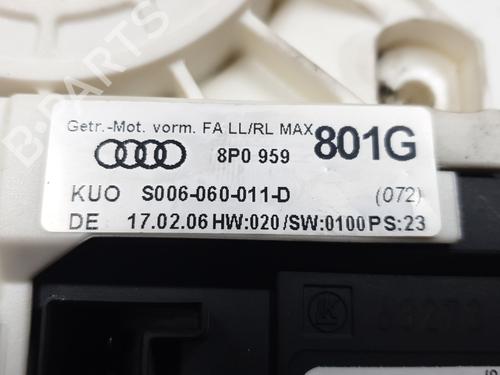 B-PARTS
Getr.-Mot. vorm. FA LL/RL MAX
8P0 959 801G
KUO S006-060-011-D (072)
DE 17.02.06 HW:020/SW:0100 PS:23